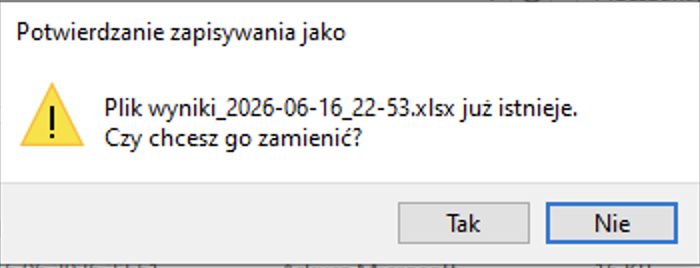 Potwierdzanie zapisywania jako
Plik wyniki_2026-06-16_22-53.xlsx już istnieje.
Czy chcesz go zamienić?
Tak
Nie